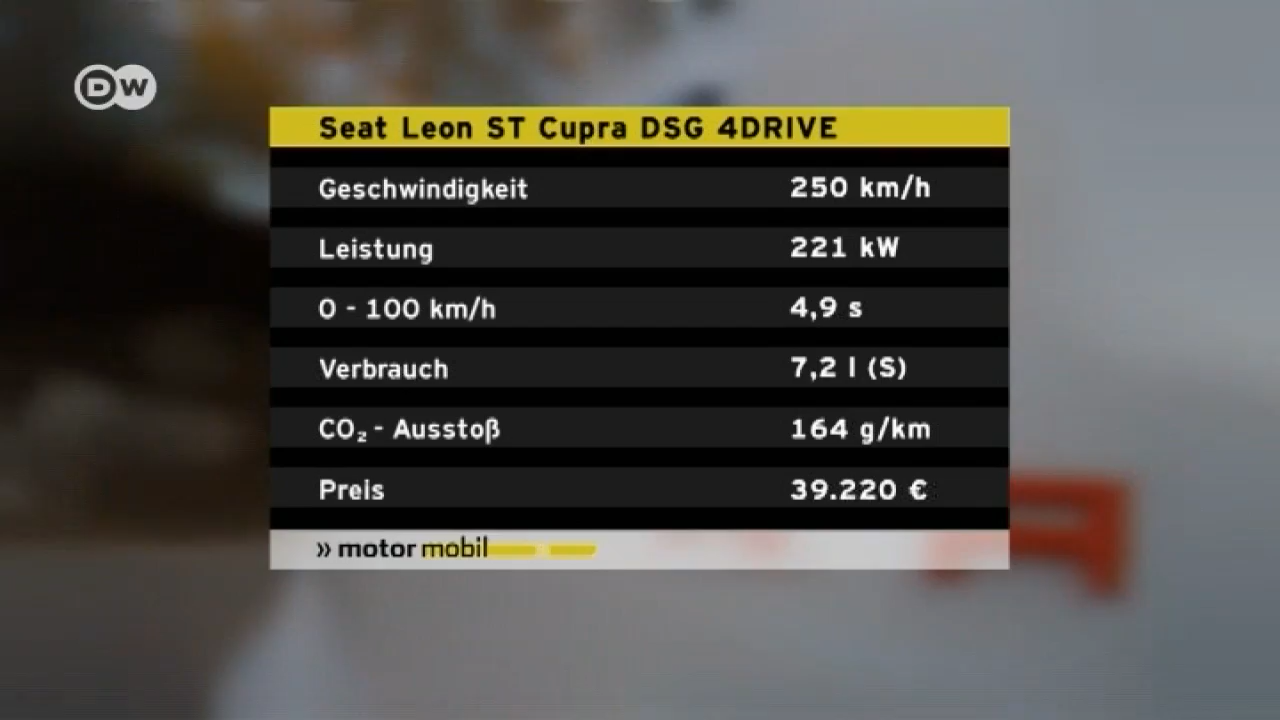 DW
Seat Leon ST Cupra DSG 4DRIVE
Geschwindigkeit 250 km/h
Leistung 221 kW
0 - 100 km/h 4,9 s
Verbrauch 7,2 l (S)
CO₂ - Ausstoß 164 g/km
Preis 39.220 €
» motor mobil